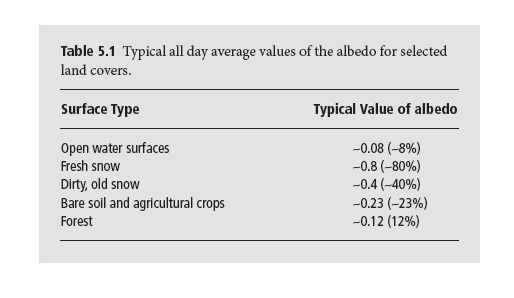 Table 5.1 Typical all day average values of the albedo for selected
land covers.
Surface Type Typical Value of albedo
Open water surfaces ~0.08 (~8%)
Fresh snow ~0.8 (~80%)
Dirty, old snow ~0.4 (~40%)
Bare soil and agricultural crops ~0.23 (~23%)
Forest ~0.12 (12%)